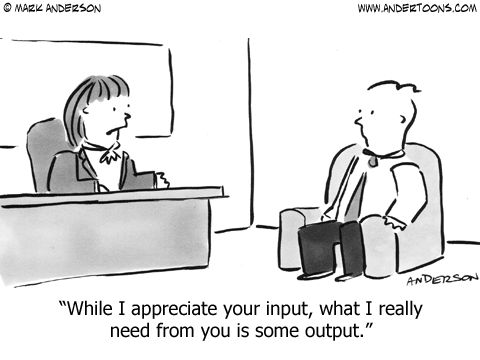 © MARK ANDERSON
WWW.ANDERTOONS.COM
ANDERSON
“While I appreciate your input, what I really
need from you is some output.”